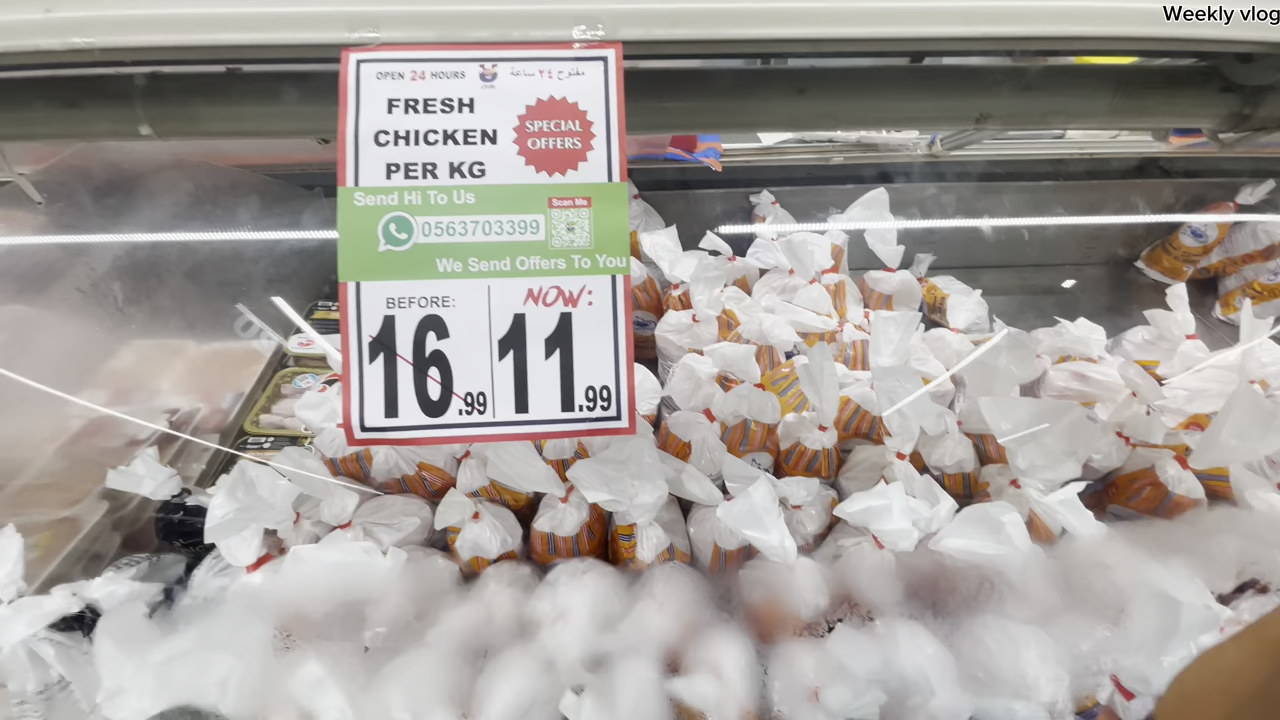 Weekly vlog
OPEN 24 HOURS
مفتوح ٢٤ ساعة
FRESH
CHICKEN
PER KG
SPECIAL
OFFERS
Send Hi To Us
0563703399
Scan Me
We Send Offers To You
BEFORE:
NOW:
16.99
11.99